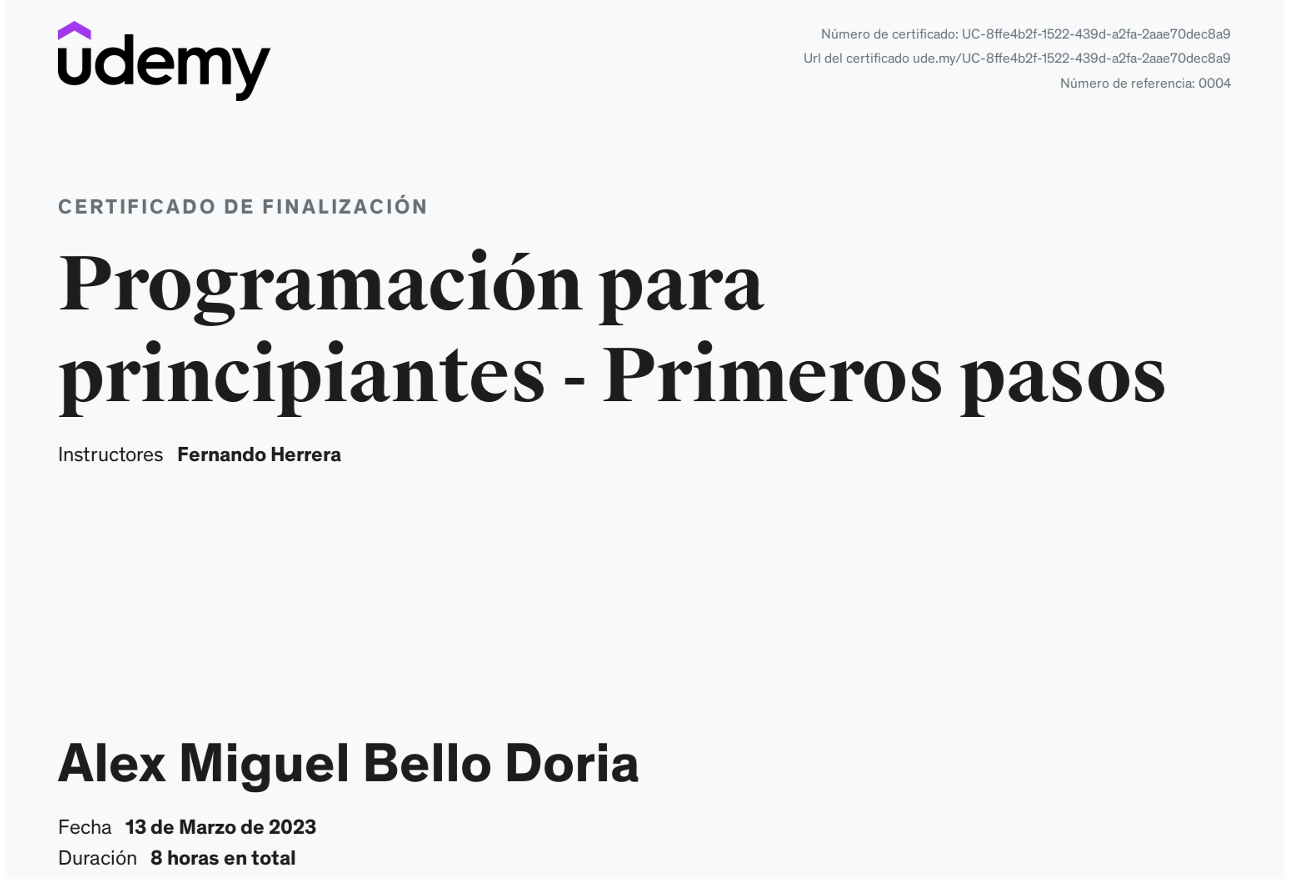 udemy
Número de certificado: UC-8ffe4b2f-1522-439d-a2fa-2aae70dec8a9
Url del certificado ude.my/UC-8ffe4b2f-1522-439d-a2fa-2aae70dec8a9
Número de referencia: 0004
CERTIFICADO DE FINALIZACIÓN
Programación para
principiantes - Primeros pasos
Instructores Fernando Herrera
Alex Miguel Bello Doria
Fecha 13 de Marzo de 2023
Duración 8 horas en total